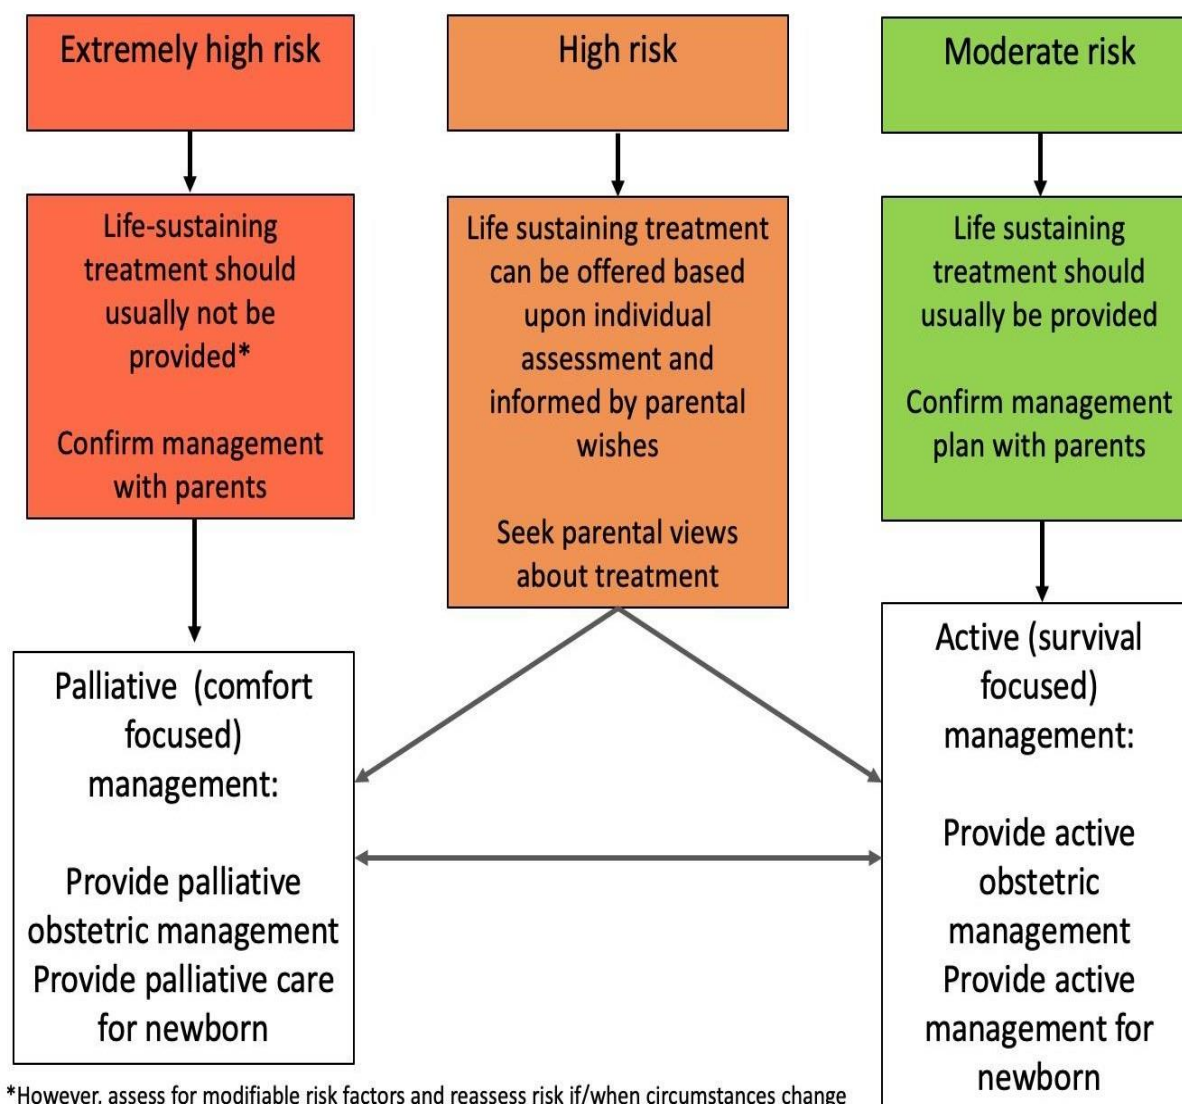 Extremely high risk
High risk
Moderate risk
Life-sustaining
treatment should
usually not be
provided*
Confirm management
with parents
Life sustaining treatment
can be offered based
upon individual
assessment and
informed by parental
wishes
Seek parental views
about treatment
Life sustaining
treatment should
usually be provided
Confirm management
plan with parents
Palliative (comfort
focused)
management:
Provide palliative
obstetric management
Provide palliative care
for newborn
Active (survival
focused)
management:
Provide active
obstetric
management
Provide active
management for
newborn
*However, assess for modifiable risk factors and reassess risk if/when circumstances change